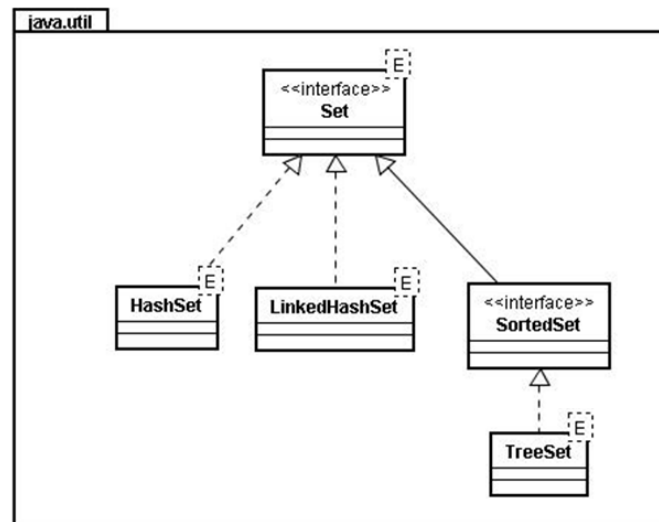 java.util
E
<<interface>>
Set
E
HashSet
E
LinkedHashSet
<<interface>>
SortedSet
E
TreeSet